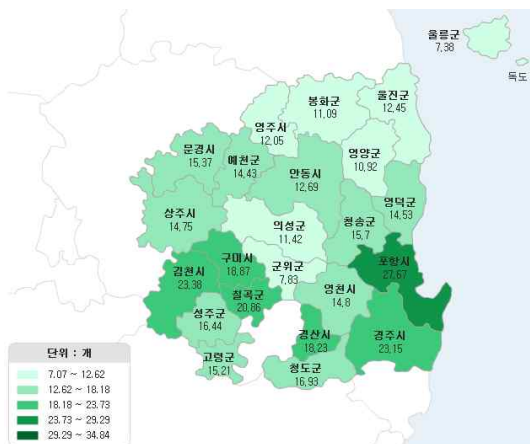 울릉군
7,38
독도
봉화군
11,09
울진군
12,45
영주시
12,05
문경시
15,37
예천군
14,43
안동시
12,69
영양군
10,92
영덕군
14,53
상주시
14,75
의성군
11,42
청송군
15,7
구미시
18,87
군위군
7,83
포항시
27,67
김천시
23,38
칠곡군
20,86
영천시
14,8
성주군
16,44
경산시
18,23
경주시
23,15
고령군
15,21
청도군
16,93
단위 : 개
7,07 ~ 12,62
12,62 ~ 18,18
18,18 ~ 23,73
23,73 ~ 29,29
29,29 ~ 34,84